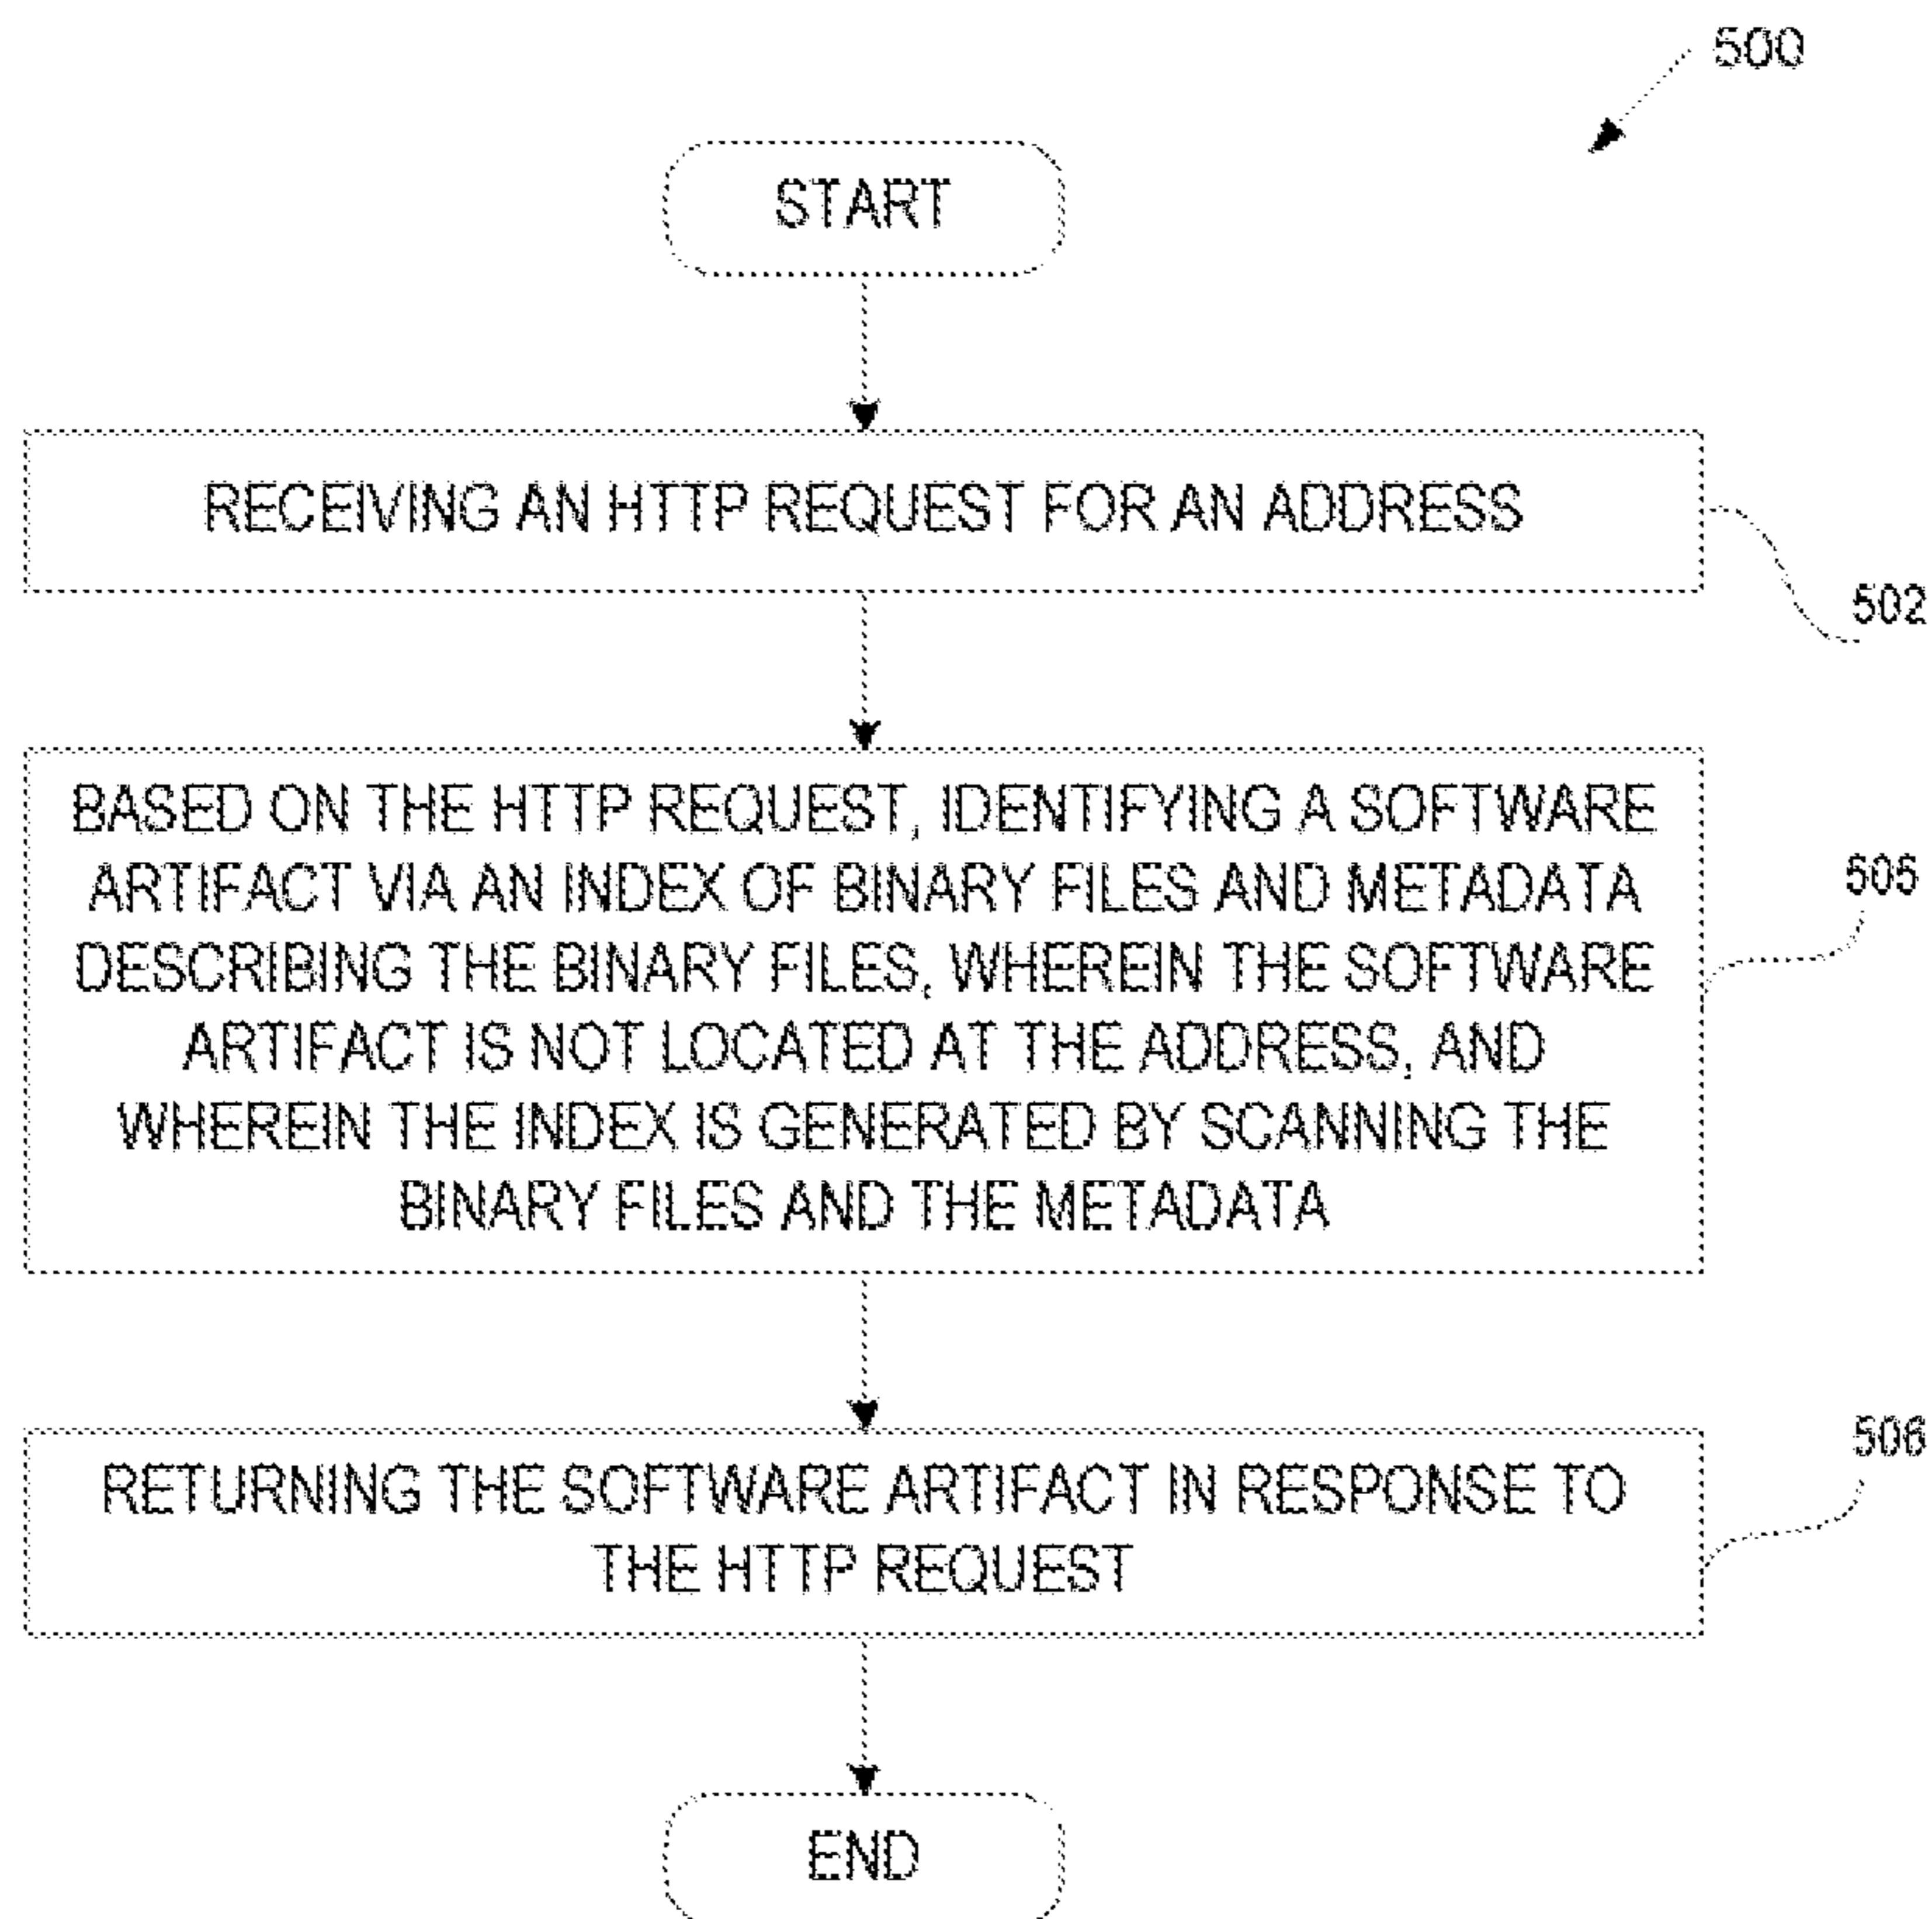 500
START
RECEIVING AN HTTP REQUEST FOR AN ADDRESS
502
BASED ON THE HTTP REQUEST, IDENTIFYING A SOFTWARE
ARTIFACT VIA AN INDEX OF BINARY FILES AND METADATA
DESCRIBING THE BINARY FILES, WHEREIN THE SOFTWARE
ARTIFACT IS NOT LOCATED AT THE ADDRESS, AND
WHEREIN THE INDEX IS GENERATED BY SCANNING THE
BINARY FILES AND THE METADATA
505
RETURNING THE SOFTWARE ARTIFACT IN RESPONSE TO
THE HTTP REQUEST
506
END